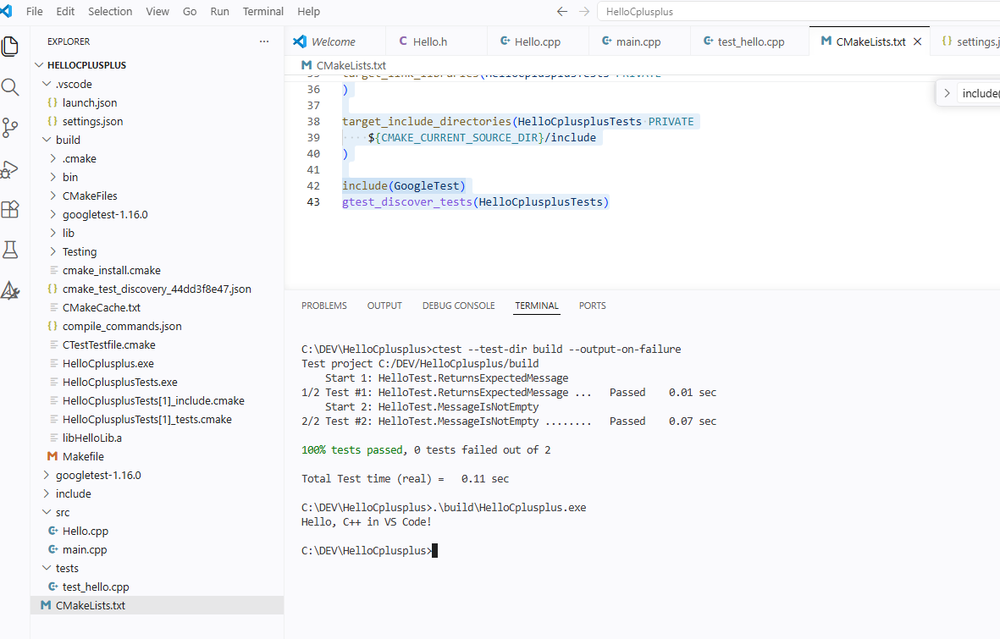 File Edit Selection View Go Run Terminal Help
HelloCplusplus
EXPLORER
HELLOCPLUSPLUS
.vscode
{} launch.json
{} settings.json
build
.cmake
bin
CMakeFiles
googletest-1.16.0
lib
Testing
cmake_install.cmake
{} cmake_test_discovery_44dd3f8e47.json
CMakeCache.txt
{} compile_commands.json
CTestTestfile.cmake
HelloCplusplus.exe
HelloCplusplusTests.exe
HelloCplusplusTests[1]_include.cmake
HelloCplusplusTests[1]_tests.cmake
libHelloLib.a
M Makefile
googletest-1.16.0
include
src
Hello.cpp
main.cpp
tests
test_hello.cpp
M CMakeLists.txt
Welcome C Hello.h Hello.cpp main.cpp test_hello.cpp M CMakeLists.txt {} settings.j
M CMakeLists.txt
35 target_link_libraries(HelloCplusplusTests PRIVATE
36 )
37
38 target_include_directories(HelloCplusplusTests PRIVATE
39 ····${CMAKE_CURRENT_SOURCE_DIR}/include
40 )
41
42 include(GoogleTest)
43 gtest_discover_tests(HelloCplusplusTests)
include(
PROBLEMS OUTPUT DEBUG CONSOLE TERMINAL PORTS
C:\DEV\HelloCplusplus>ctest --test-dir build --output-on-failure
Test project C:/DEV/HelloCplusplus/build
    Start 1: HelloTest.ReturnsExpectedMessage
1/2 Test #1: HelloTest.ReturnsExpectedMessage ...   Passed    0.01 sec
    Start 2: HelloTest.MessageIsNotEmpty
2/2 Test #2: HelloTest.MessageIsNotEmpty ........   Passed    0.07 sec
100% tests passed, 0 tests failed out of 2
Total Test time (real) =   0.11 sec
C:\DEV\HelloCplusplus>.\build\HelloCplusplus.exe
Hello, C++ in VS Code!
C:\DEV\HelloCplusplus>